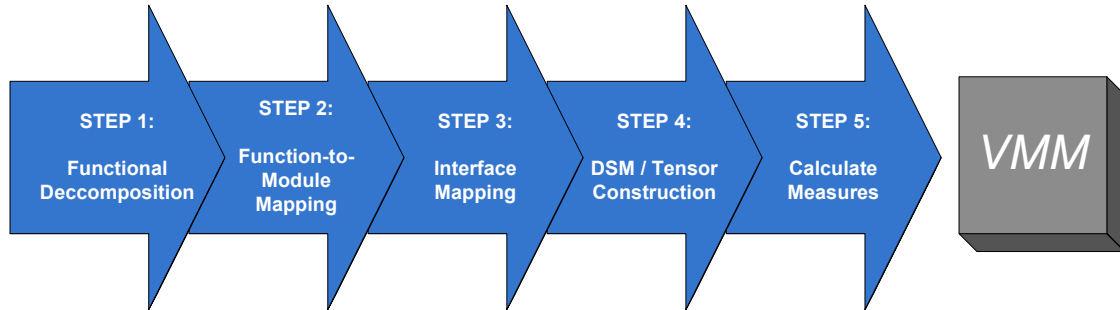 STEP 1:
Functional
Deccomposition
STEP 2:
Function-to-
Module
Mapping
STEP 3:
Interface
Mapping
STEP 4:
DSM / Tensor
Construction
STEP 5:
Calculate
Measures
VMM